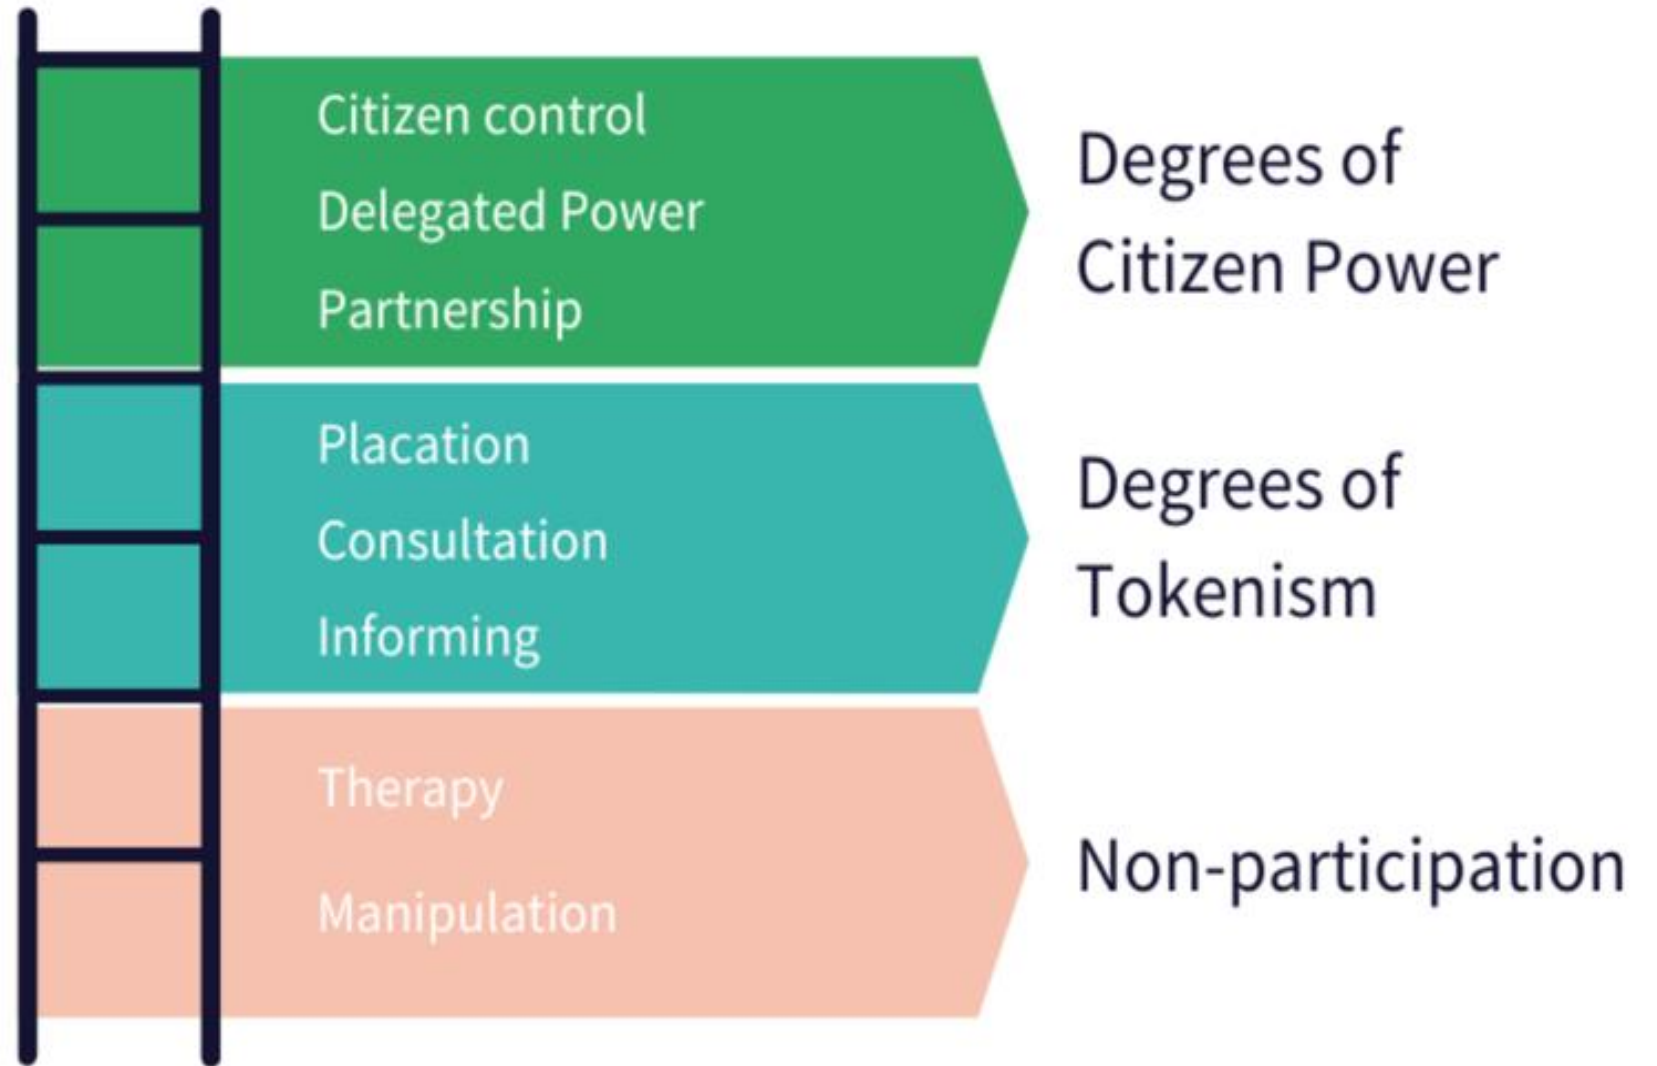 Citizen control
Delegated Power
Partnership
Degrees of
Citizen Power
Placation
Consultation
Informing
Degrees of
Tokenism
Therapy
Manipulation
Non-participation